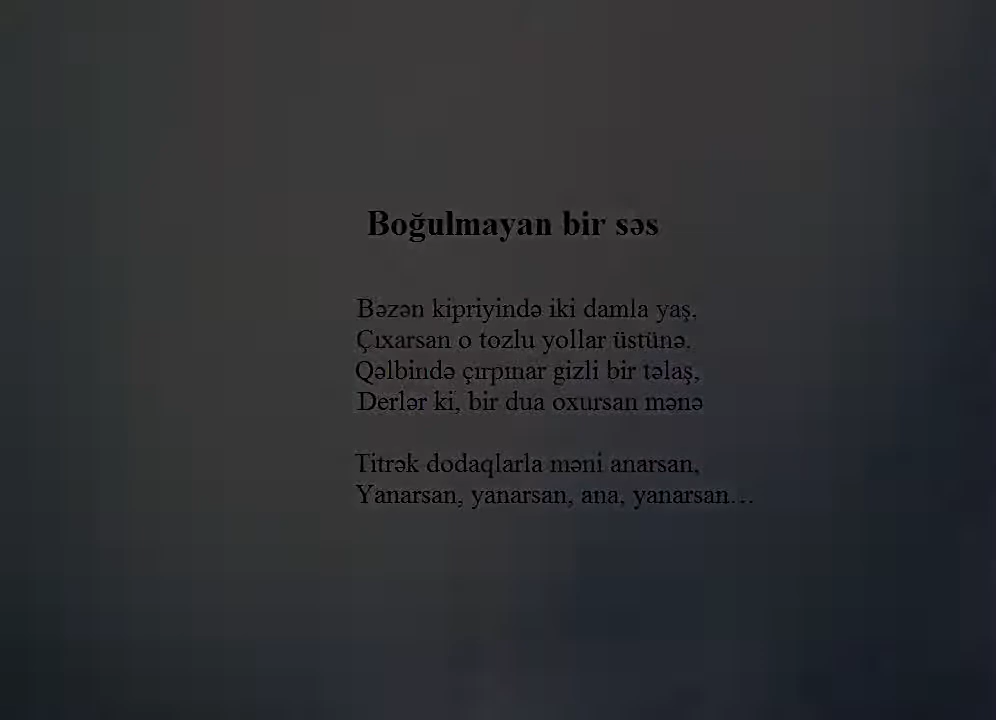 Boğulmayan bir səs
Bəzən kipriyində iki damla yaş,
Çıxarsan o tozlu yollar üstünə.
Qəlbində çırpınar gizli bir təlaş,
Derlər ki, bir dua oxursan mənə
Titrək dodaqlarla məni anarsan,
Yanarsan, yanarsan, ana, yanarsan…